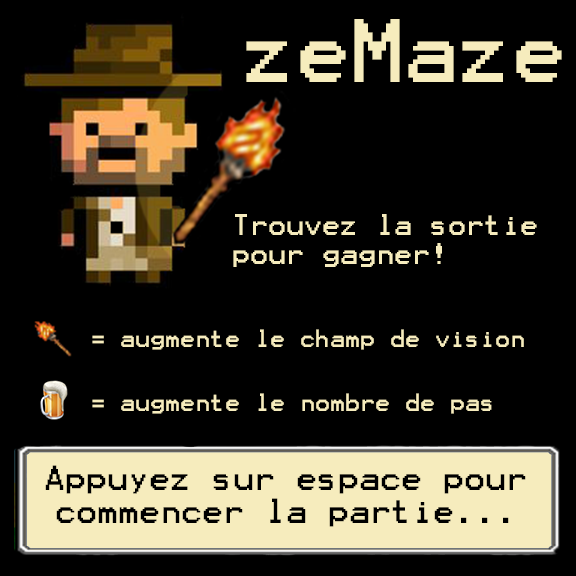 zeMaze
Trouvez la sortie
pour gagner!
= augmente le champ de vision
= augmente le nombre de pas
Appuyez sur espace pour
commencer la partie...